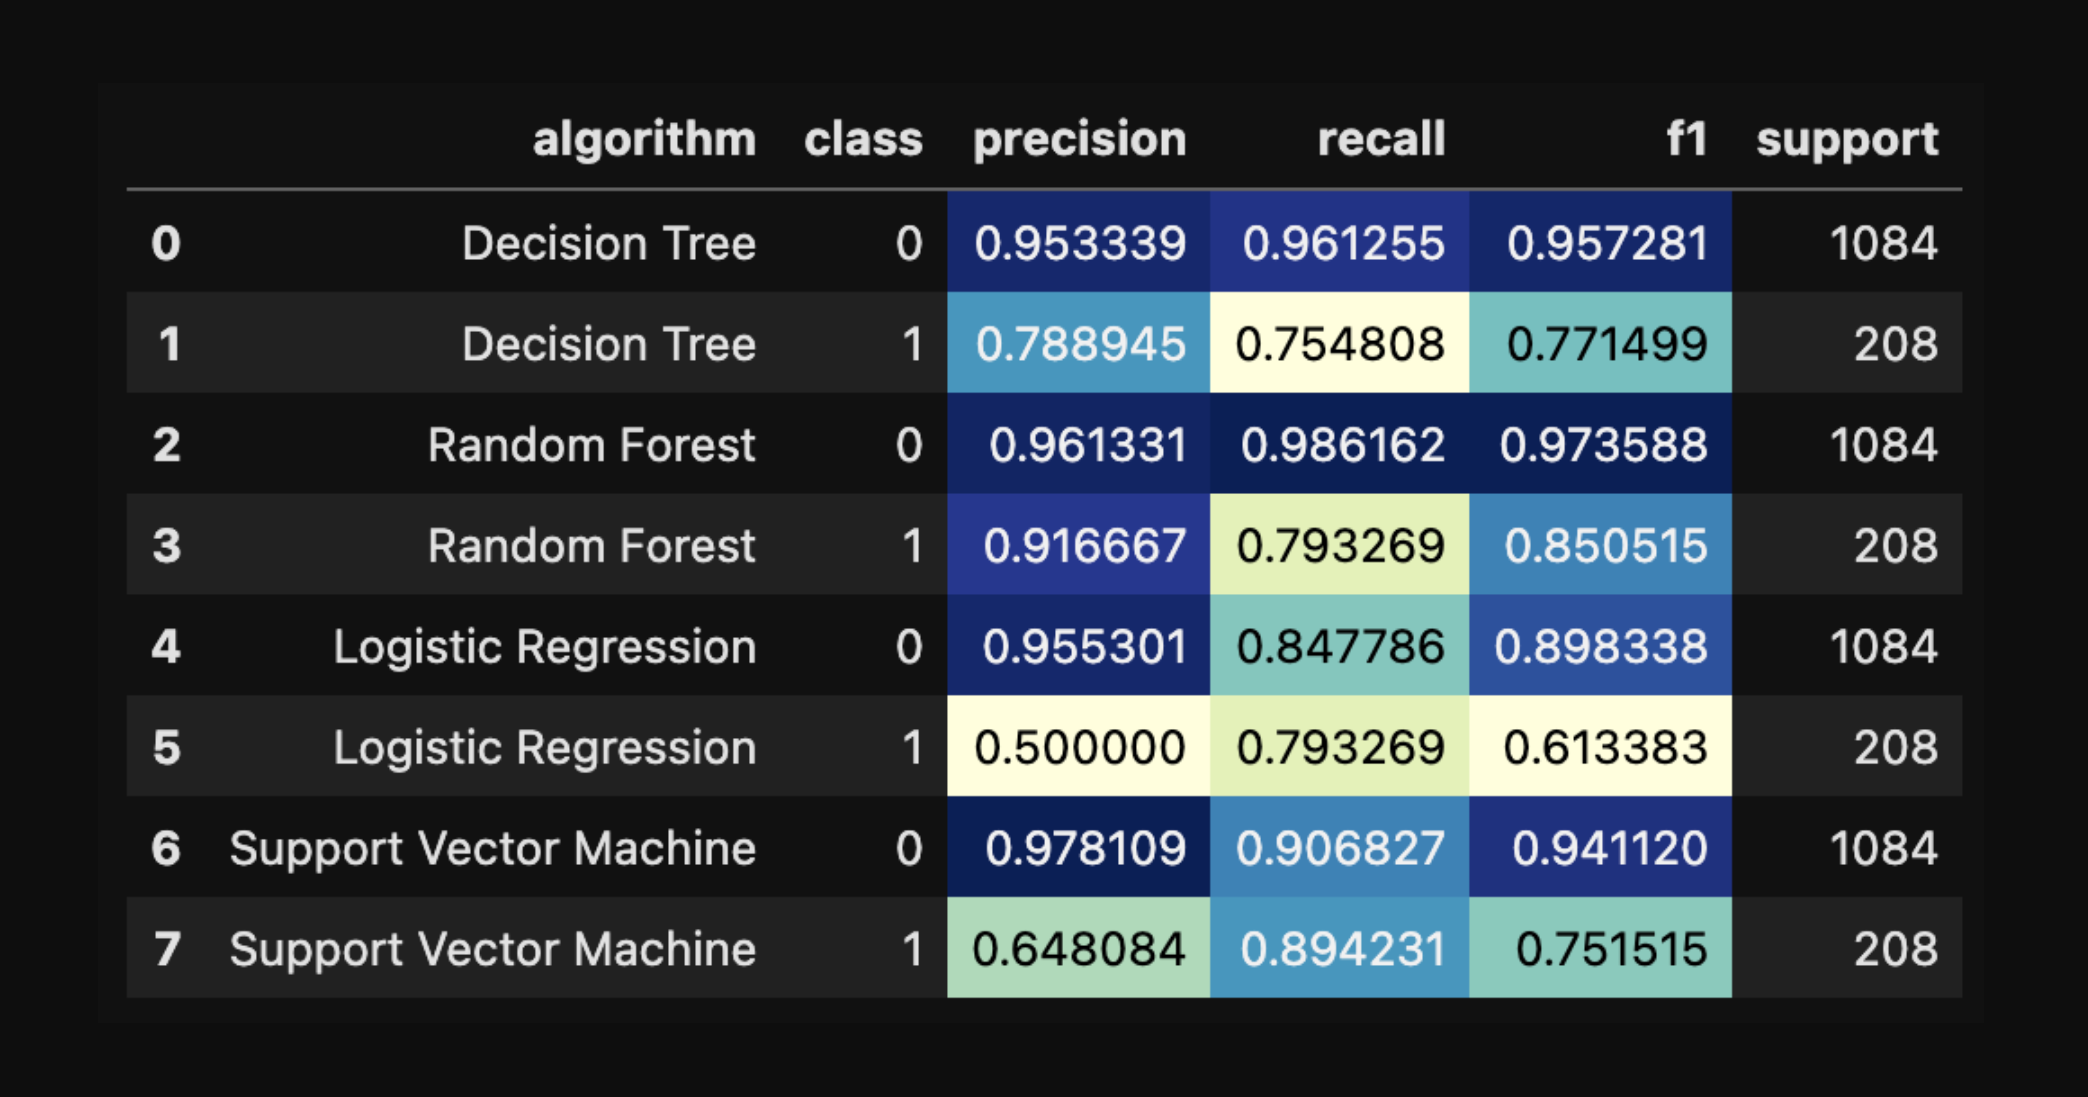 algorithm class precision recall f1 support
0 Decision Tree 0 0.953339 0.961255 0.957281 1084
1 Decision Tree 1 0.788945 0.754808 0.771499 208
2 Random Forest 0 0.961331 0.986162 0.973588 1084
3 Random Forest 1 0.916667 0.793269 0.850515 208
4 Logistic Regression 0 0.955301 0.847786 0.898338 1084
5 Logistic Regression 1 0.500000 0.793269 0.613383 208
6 Support Vector Machine 0 0.978109 0.906827 0.941120 1084
7 Support Vector Machine 1 0.648084 0.894231 0.751515 208